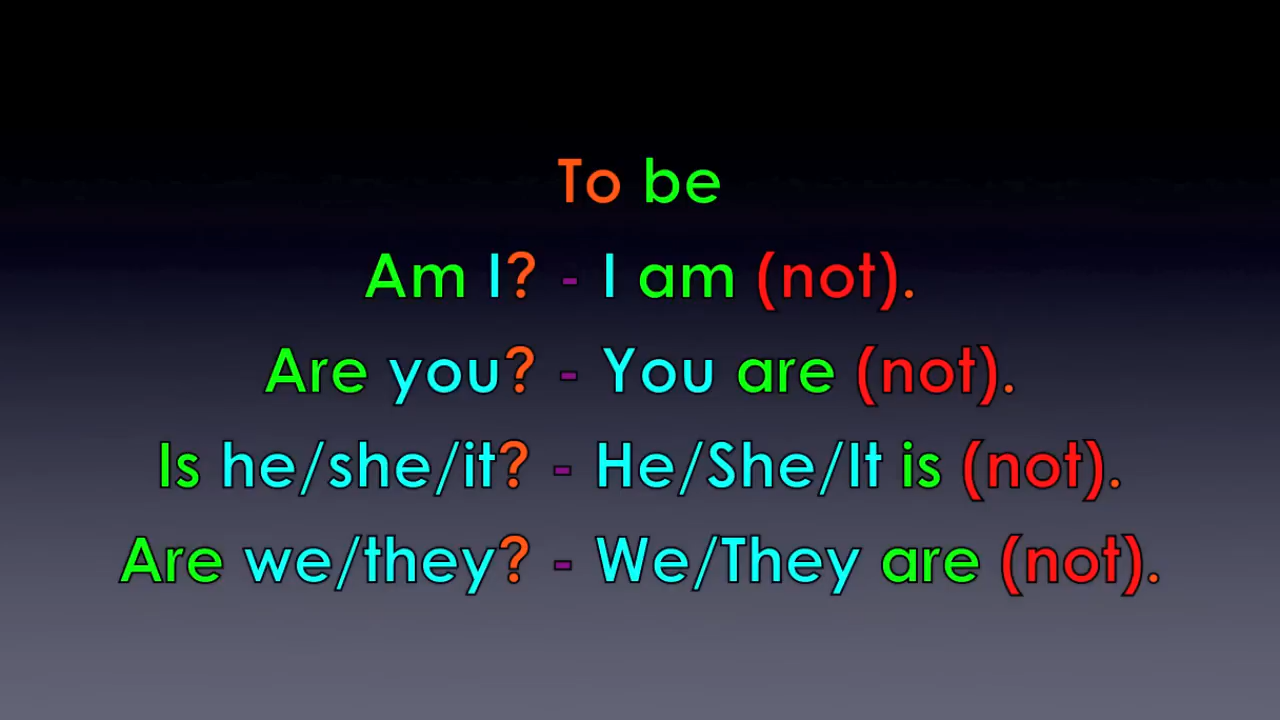 To be
Am I? - I am (not).
Are you? - You are (not).
Is he/she/it? - He/She/It is (not).
Are we/they? - We/They are (not).